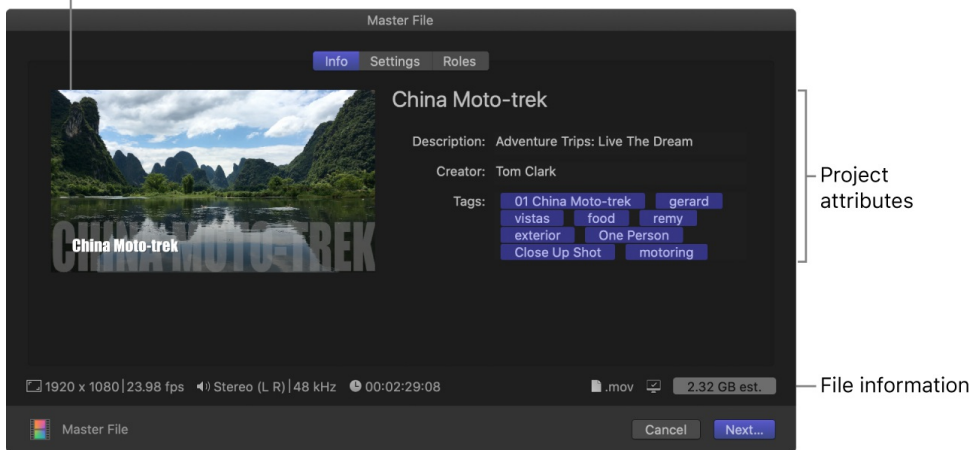 Master File
Info Settings Roles
China Moto-trek
Description: Adventure Trips: Live The Dream
Creator: Tom Clark
Tags: 01 China Moto-trek gerard
vistas food remy
exterior One Person
Close Up Shot motoring
Project
attributes
CHINA MOTO-TREK
China Moto-trek
1920 x 1080|23.98 fps Stereo (L R)|48 kHz 00:02:29:08 .mov 2.32 GB est.
File information
Master File Cancel Next...